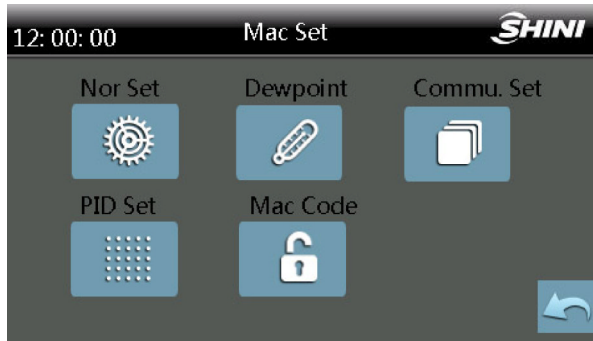 12: 00: 00 Mac Set SHINI
Nor Set Dewpoint Commu. Set
PID Set Mac Code